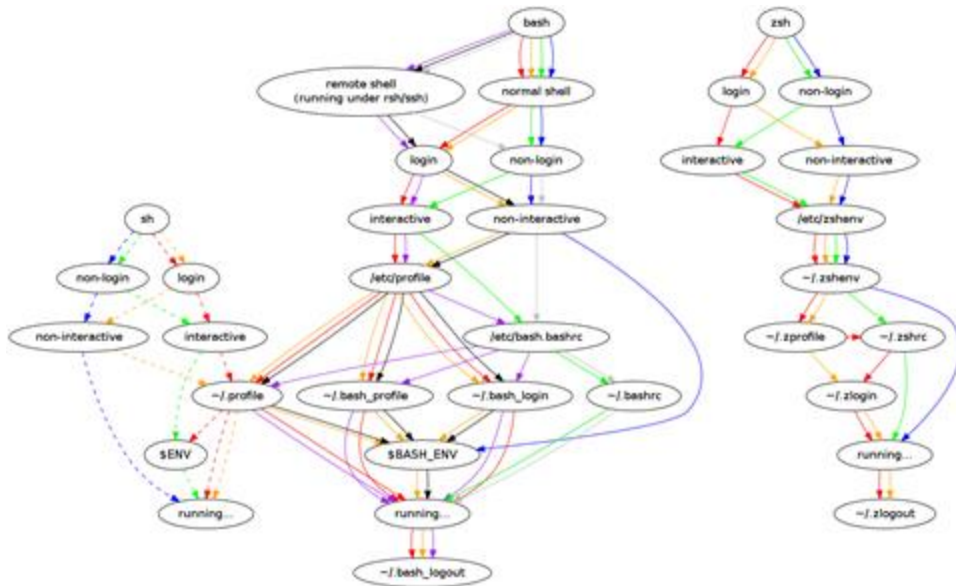 bash
zsh
remote shell
(running under rsh/ssh)
normal shell
login
non-login
login
non-login
interactive
non-interactive
sh
interactive
non-interactive
/etc/zshenv
non-login
login
/etc/profile
~/.zshenv
non-interactive
interactive
/etc/bash.bashrc
~/.zprofile
~/.zshrc
~/.profile
~/.bash_profile
~/.bash_login
~/.bashrc
~/.zlogin
$ENV
$BASH_ENV
running...
running...
running...
~/.zlogout
~/.bash_logout